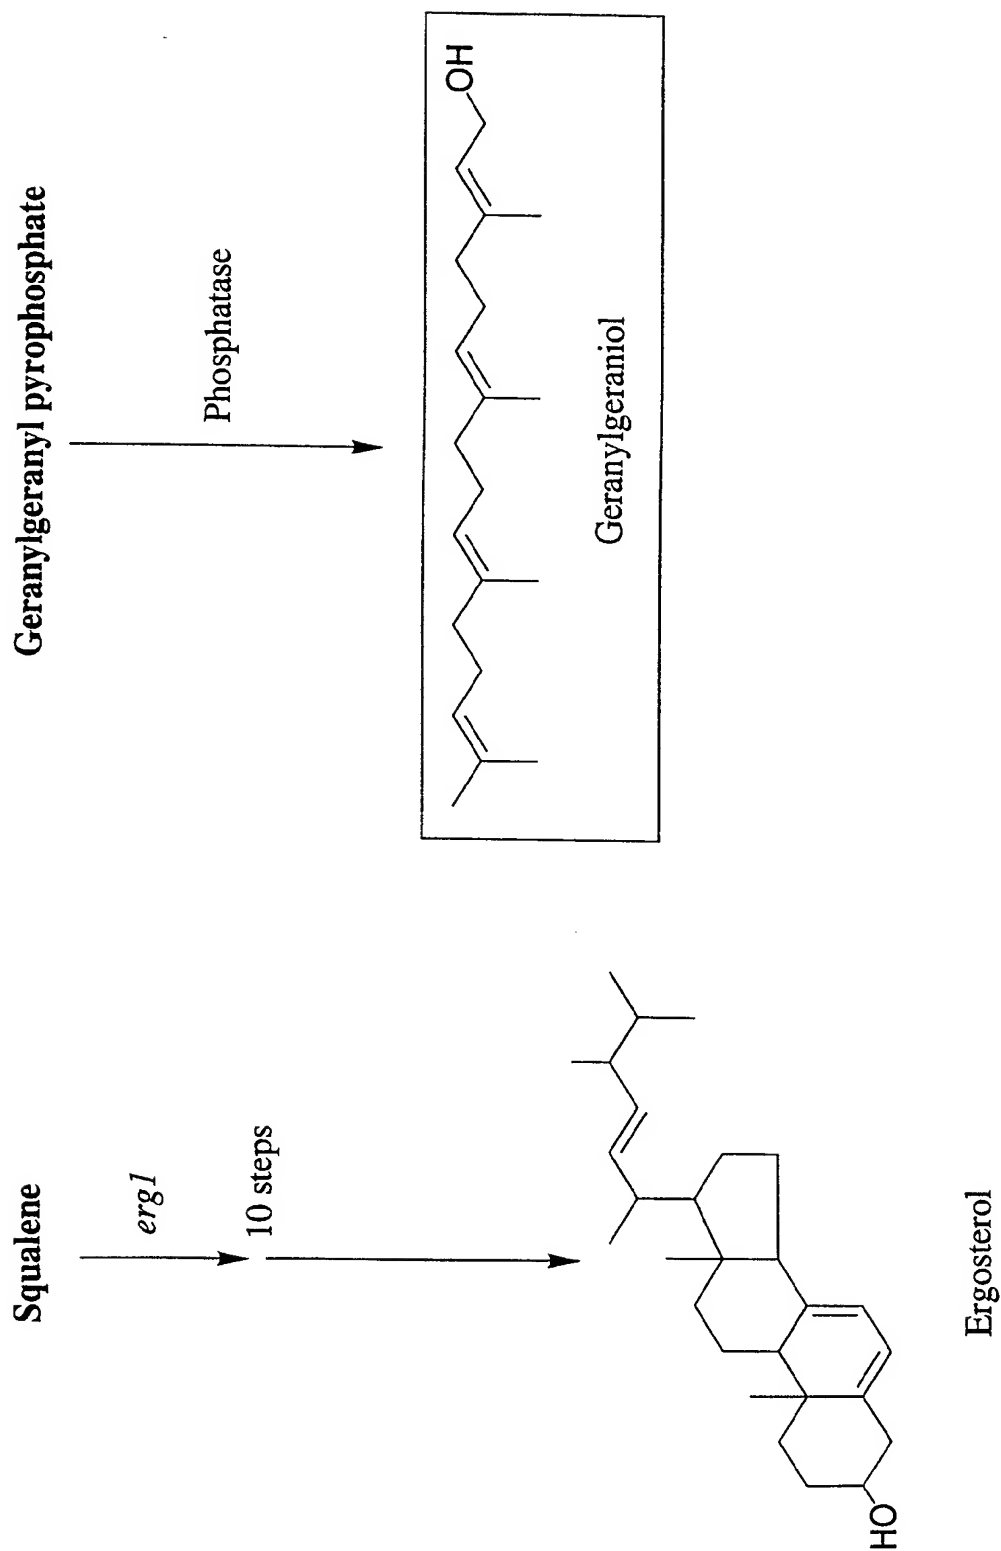 Squalene
erg1
10 steps
HO
Ergosterol
Geranylgeranyl pyrophosphate
Phosphatase
OH
Geranylgeraniol